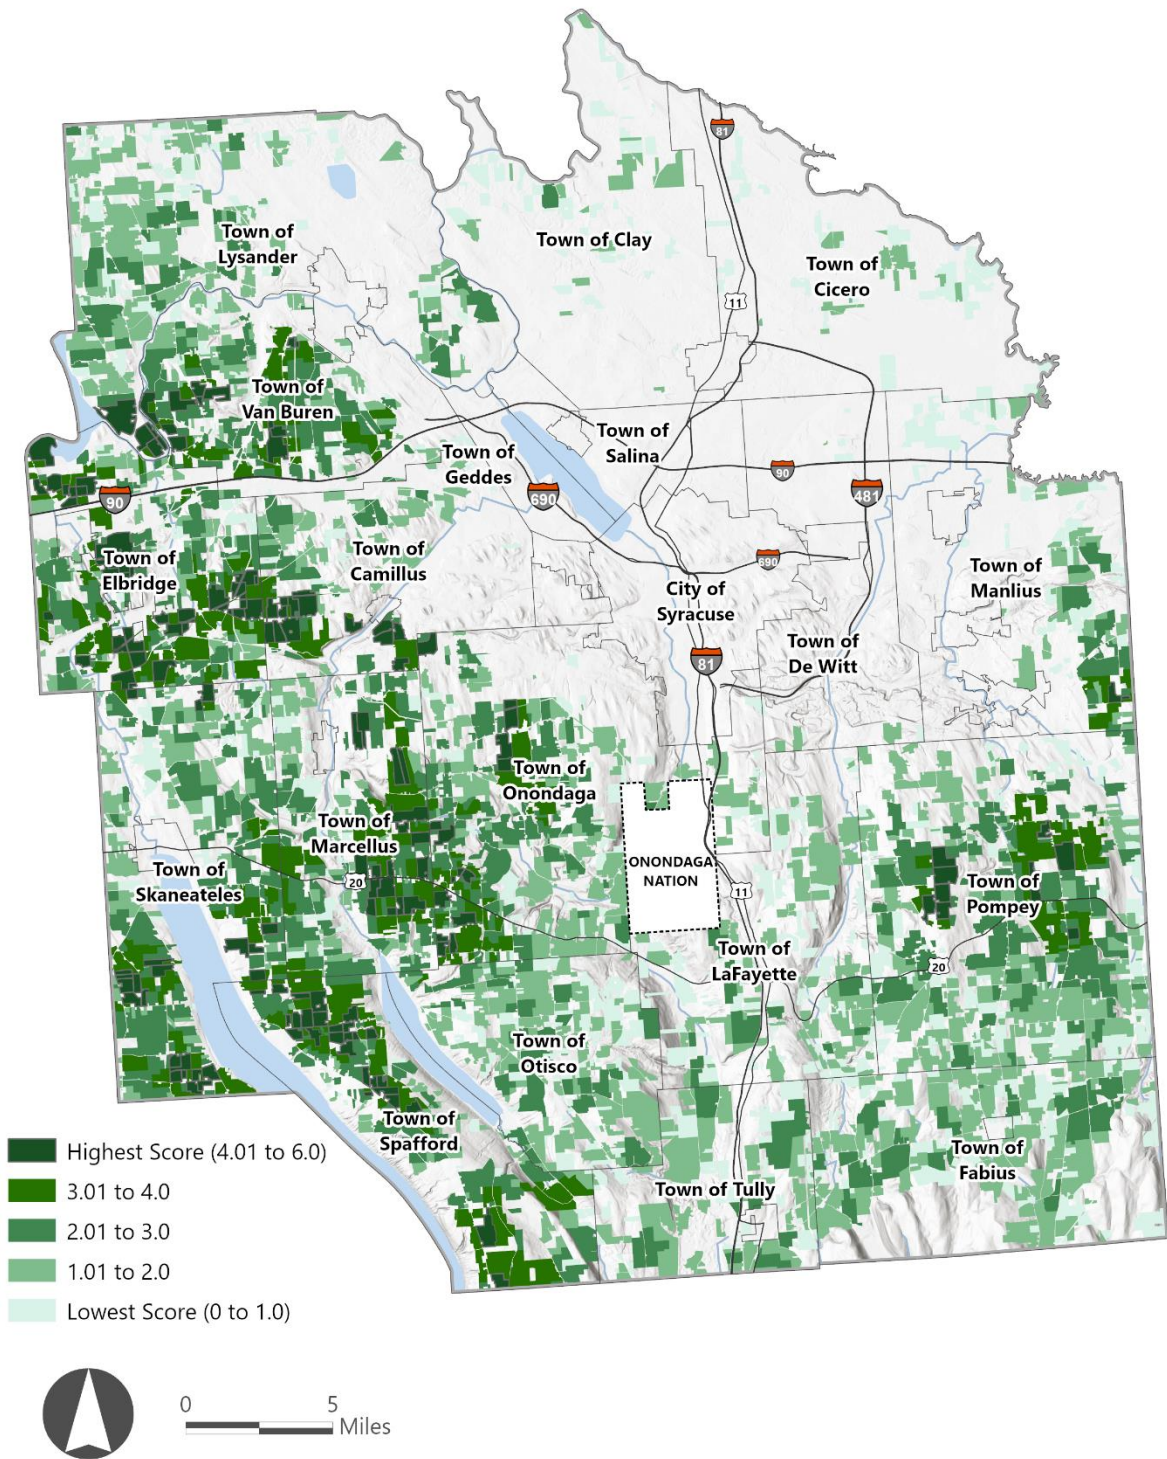 81
Town of
Lysander
Town of Clay
Town of
Cicero
11
Town of
Van Buren
Town of
Salina
Town of
Geddes
90
690
481
90
Town of
Elbridge
Town of
Camillus
690
Town of
Manlius
City of
Syracuse
Town of
De Witt
81
Town of
Onondaga
Town of
Marcellus
ONONDAGA
NATION
Town of
Skaneateles
20
11
Town of
Pompey
Town of
LaFayette
20
Town of
Otisco
Town of
Spafford
Town of
Fabius
Town of Tully
Highest Score (4.01 to 6.0)
3.01 to 4.0
2.01 to 3.0
1.01 to 2.0
Lowest Score (0 to 1.0)
0 5
Miles